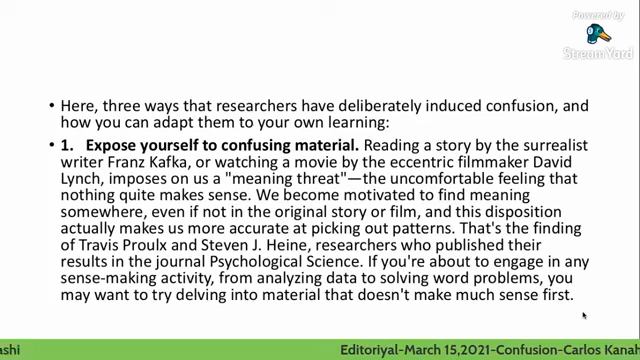 Powered by
StreamYard
• Here, three ways that researchers have deliberately induced confusion, and
how you can adapt them to your own learning:
• 1. Expose yourself to confusing material. Reading a story by the surrealist
writer Franz Kafka, or watching a movie by the eccentric filmmaker David
Lynch, imposes on us a "meaning threat"—the uncomfortable feeling that
nothing quite makes sense. We become motivated to find meaning
somewhere, even if not in the original story or film, and this disposition
actually makes us more accurate at picking out patterns. That's the finding
of Travis Proulx and Steven J. Heine, researchers who published their
results in the journal Psychological Science. If you're about to engage in any
sense-making activity, from analyzing data to solving word problems, you
may want to try delving into material that doesn't make much sense first.
ashi Editoriyal-March 15,2021-Confusion-Carlos Kanah